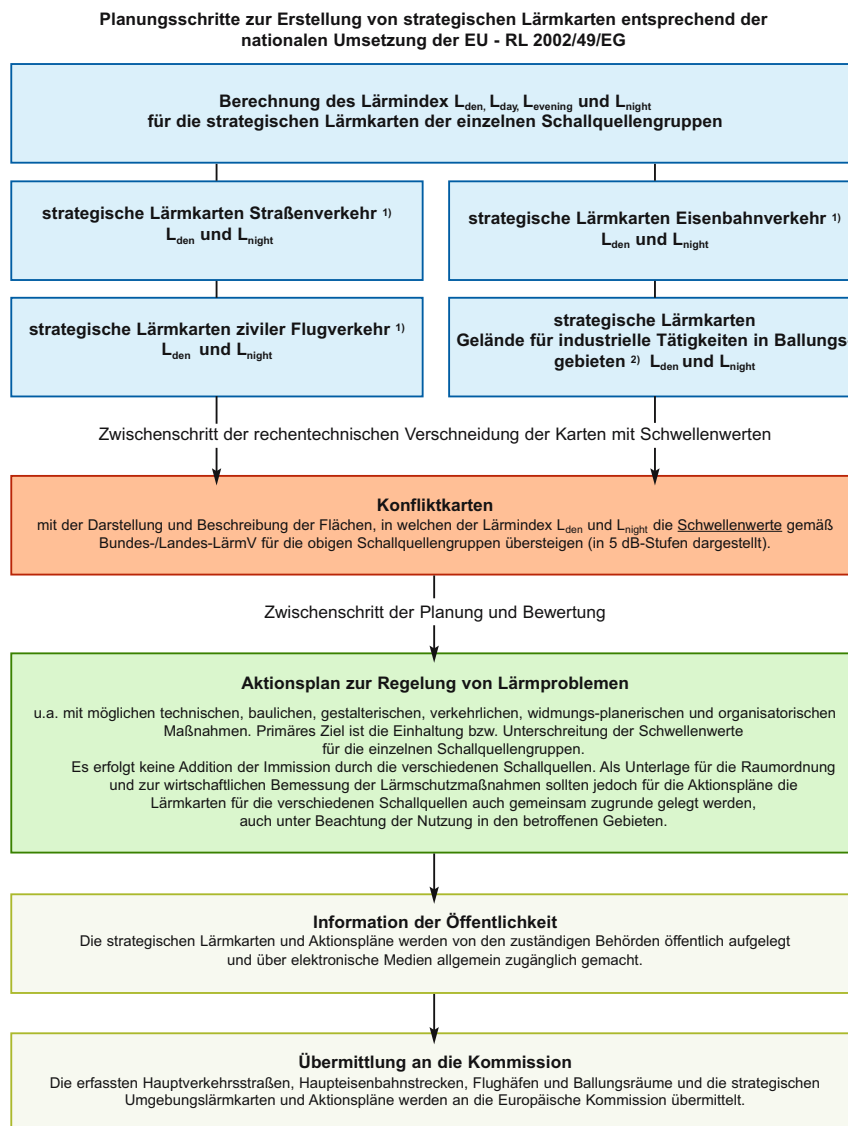 Planungsschritte zur Erstellung von strategischen Lärmkarten entsprechend der
nationalen Umsetzung der EU - RL 2002/49/EG
Berechnung des Lärmindex Lden, Lday, Levening und Lnight
für die strategischen Lärmkarten der einzelnen Schallquellengruppen
strategische Lärmkarten Straßenverkehr 1)
Lden und Lnight
strategische Lärmkarten Eisenbahnverkehr 1)
Lden und Lnight
strategische Lärmkarten ziviler Flugverkehr 1)
Lden und Lnight
strategische Lärmkarten
Gelände für industrielle Tätigkeiten in Ballungs-
gebieten 2) Lden und Lnight
Zwischenschritt der rechentechnischen Verschneidung der Karten mit Schwellenwerten
Konfliktkarten
mit der Darstellung und Beschreibung der Flächen, in welchen der Lärmindex Lden und Lnight die Schwellenwerte gemäß
Bundes-/Landes-LärmV für die obigen Schallquellengruppen übersteigen (in 5 dB-Stufen dargestellt).
Zwischenschritt der Planung und Bewertung
Aktionsplan zur Regelung von Lärmproblemen
u.a. mit möglichen technischen, baulichen, gestalterischen, verkehrlichen, widmungs-planerischen und organisatorischen
Maßnahmen. Primäres Ziel ist die Einhaltung bzw. Unterschreitung der Schwellenwerte
für die einzelnen Schallquellengruppen.
Es erfolgt keine Addition der Immission durch die verschiedenen Schallquellen. Als Unterlage für die Raumordnung
und zur wirtschaftlichen Bemessung der Lärmschutzmaßnahmen sollten jedoch für die Aktionspläne die
Lärmkarten für die verschiedenen Schallquellen auch gemeinsam zugrunde gelegt werden,
auch unter Beachtung der Nutzung in den betroffenen Gebieten.
Information der Öffentlichkeit
Die strategischen Lärmkarten und Aktionspläne werden von den zuständigen Behörden öffentlich aufgelegt
und über elektronische Medien allgemein zugänglich gemacht.
Übermittlung an die Kommission
Die erfassten Hauptverkehrsstraßen, Haupteisenbahnstrecken, Flughäfen und Ballungsräume und die strategischen
Umgebungslärmkarten und Aktionspläne werden an die Europäische Kommission übermittelt.